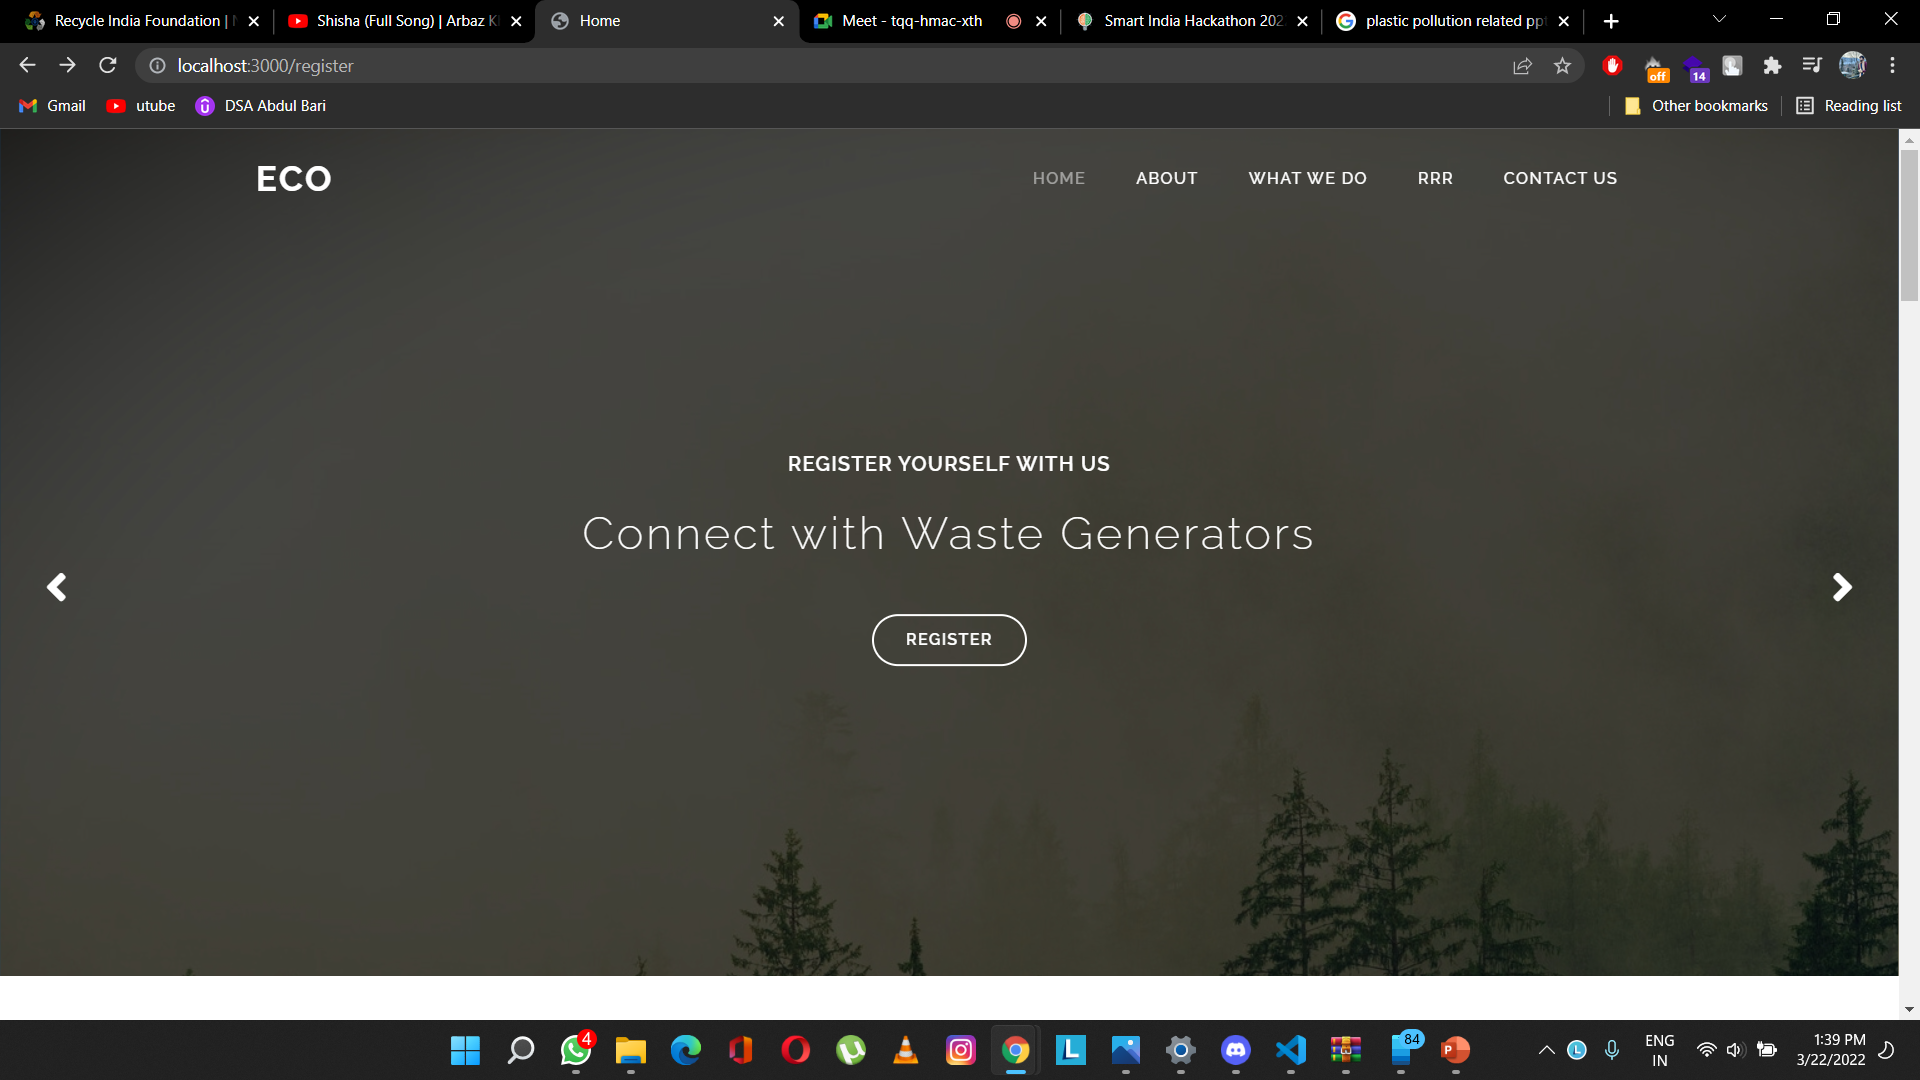 Recycle India Foundation |
Shisha (Full Song) | Arbaz K
Home
Meet - tqq-hmac-xth
Smart India Hackathon 202
plastic pollution related ppt
localhost:3000/register
off
14
Gmail
utube
DSA Abdul Bari
Other bookmarks
Reading list
ECO
HOME
ABOUT
WHAT WE DO
RRR
CONTACT US
REGISTER YOURSELF WITH US
Connect with Waste Generators
REGISTER
4
84
ENG
IN
1:39 PM
3/22/2022